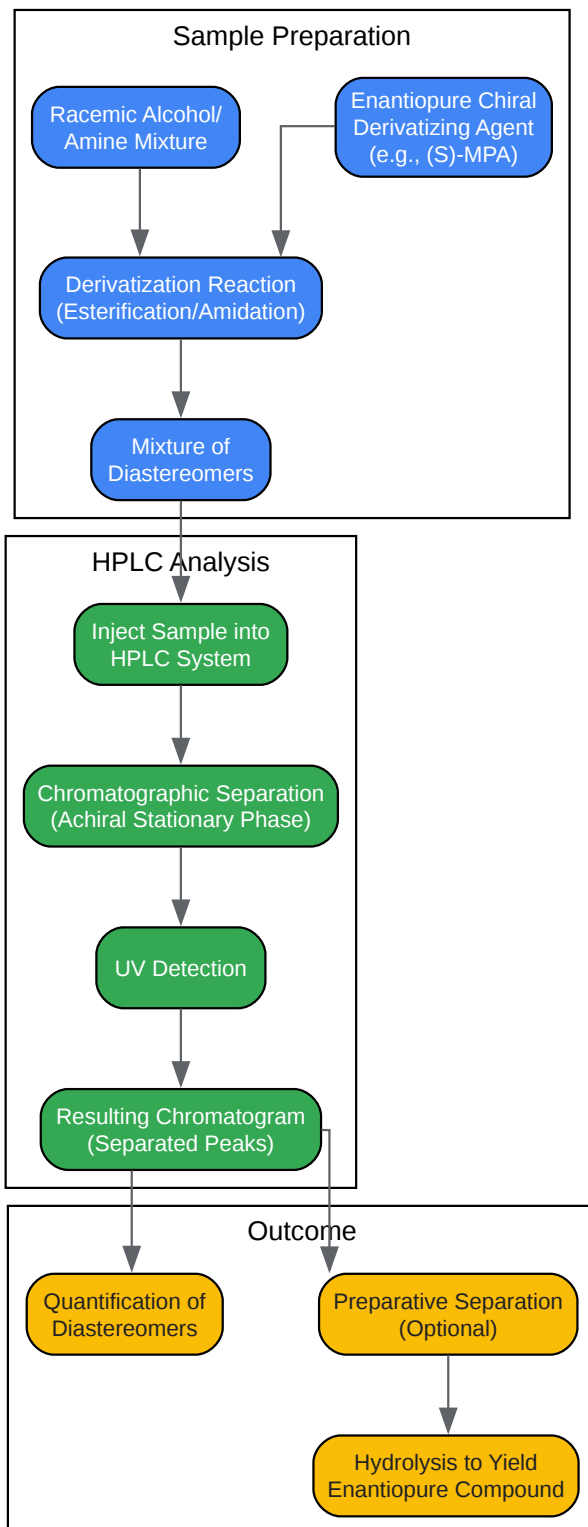 Sample Preparation
Racemic Alcohol/
Amine Mixture
Enantiopure Chiral
Derivatizing Agent
(e.g., (S)-MPA)
Derivatization Reaction
(Esterification/Amidation)
Mixture of
Diastereomers
HPLC Analysis
Inject Sample into
HPLC System
Chromatographic Separation
(Achiral Stationary Phase)
UV Detection
Resulting Chromatogram
(Separated Peaks)
Outcome
Quantification of
Diastereomers
Preparative Separation
(Optional)
Hydrolysis to Yield
Enantiopure Compound